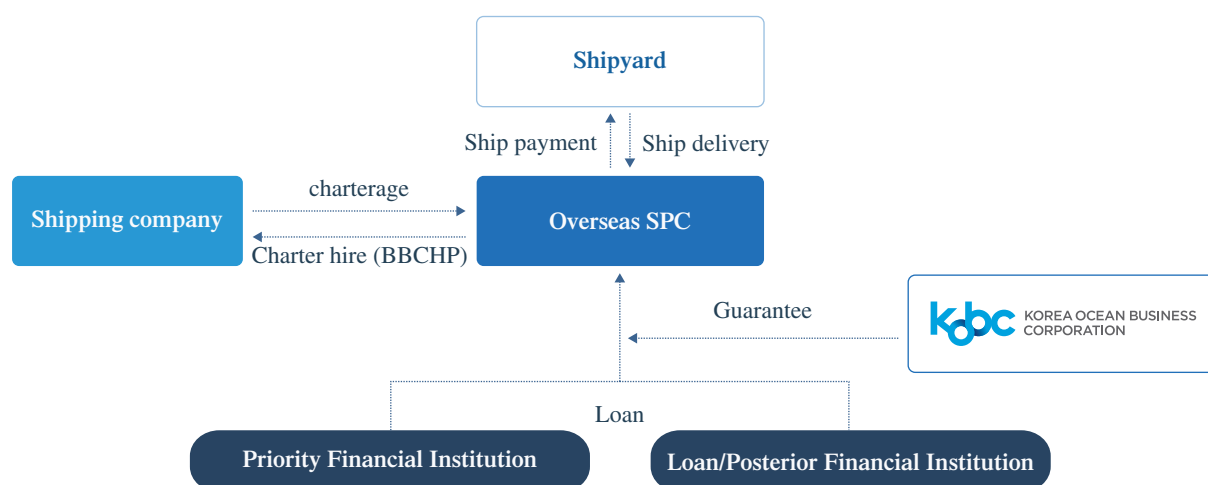 Shipyard
Ship payment
Ship delivery
charterage
Shipping company
Overseas SPC
Charter hire (BBCHP)
Guarantee
kobc KOREA OCEAN BUSINESS
CORPORATION
Loan
Priority Financial Institution
Loan/Posterior Financial Institution